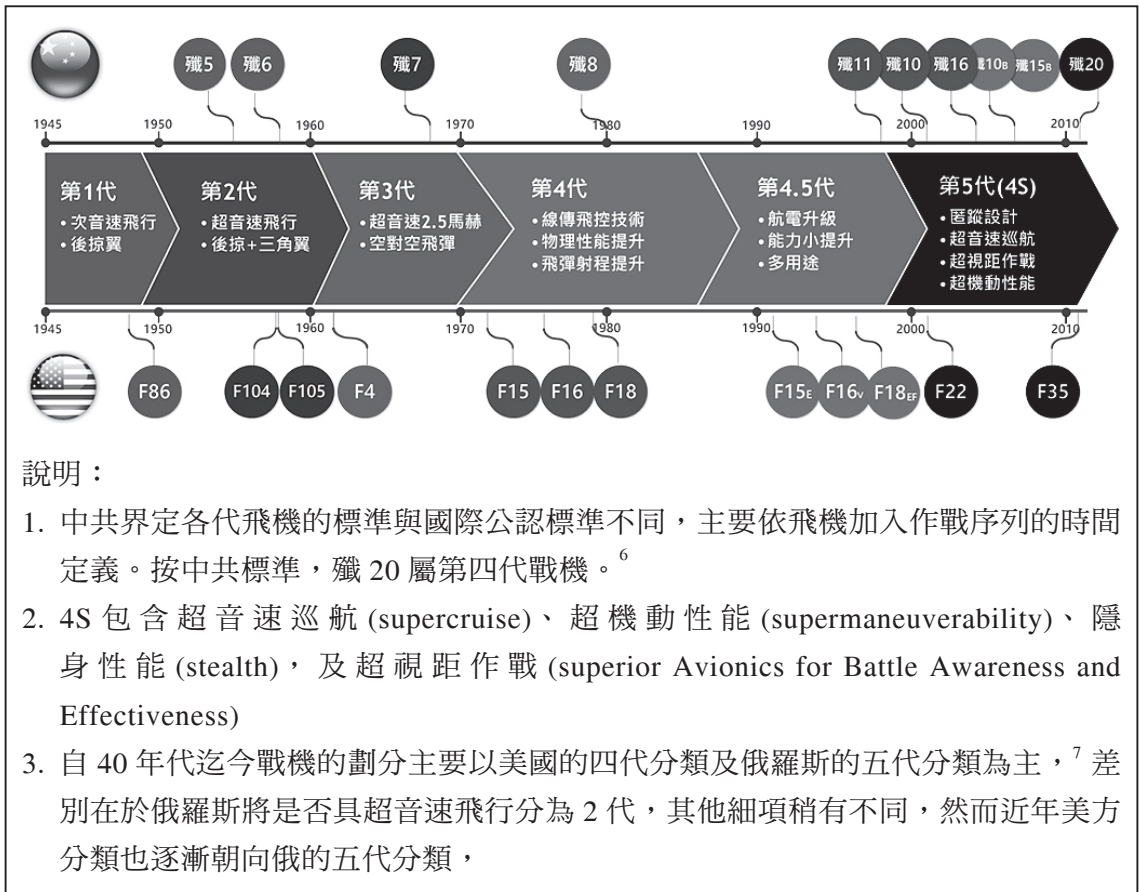 殲5 殲6 殲7 殲8 殲11 殲10 殲16 殲10B 殲15B 殲20
1945 1950 1960 1970 1980 1990 2000 2010
第1代
•次音速飛行
•後掠翼
第2代
•超音速飛行
•後掠+三角翼
第3代
•超音速2.5馬赫
•空對空飛彈
第4代
•線傳飛控技術
•物理性能提升
•飛彈射程提升
第4.5代
•航電升級
•能力小提升
•多用途
第5代(4S)
•匿蹤設計
•超音速巡航
•超視距作戰
•超機動性能
1945 1950 1960 1970 1980 1990 2000 2010
F86 F104 F105 F4 F15 F16 F18 F15E F16V F18EF F22 F35
說明：
1. 中共界定各代飛機的標準與國際公認標準不同，主要依飛機加入作戰序列的時間
定義。按中共標準，殲 20 屬第四代戰機。6
2. 4S 包含超音速巡航(supercruise)、超機動性能(supermaneuverability)、隱
身性能(stealth)，及超視距作戰(superior Avionics for Battle Awareness and
Effectiveness)
3. 自 40 年代迄今戰機的劃分主要以美國的四代分類及俄羅斯的五代分類為主，7 差
別在於俄羅斯將是否具超音速飛行分為 2 代，其他細項稍有不同，然而近年美方
分類也逐漸朝向俄的五代分類，